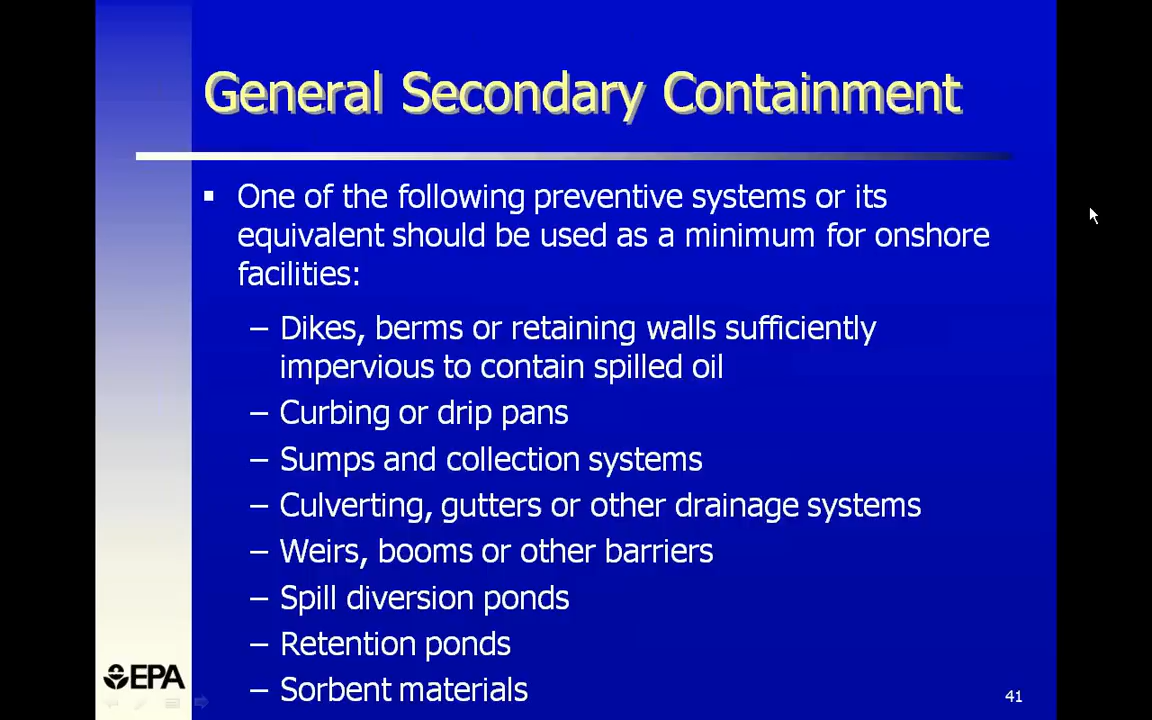 General Secondary Containment
▪ One of the following preventive systems or its
equivalent should be used as a minimum for onshore
facilities:
– Dikes, berms or retaining walls sufficiently
impervious to contain spilled oil
– Curbing or drip pans
– Sumps and collection systems
– Culverting, gutters or other drainage systems
– Weirs, booms or other barriers
– Spill diversion ponds
– Retention ponds
– Sorbent materials
EPA
41